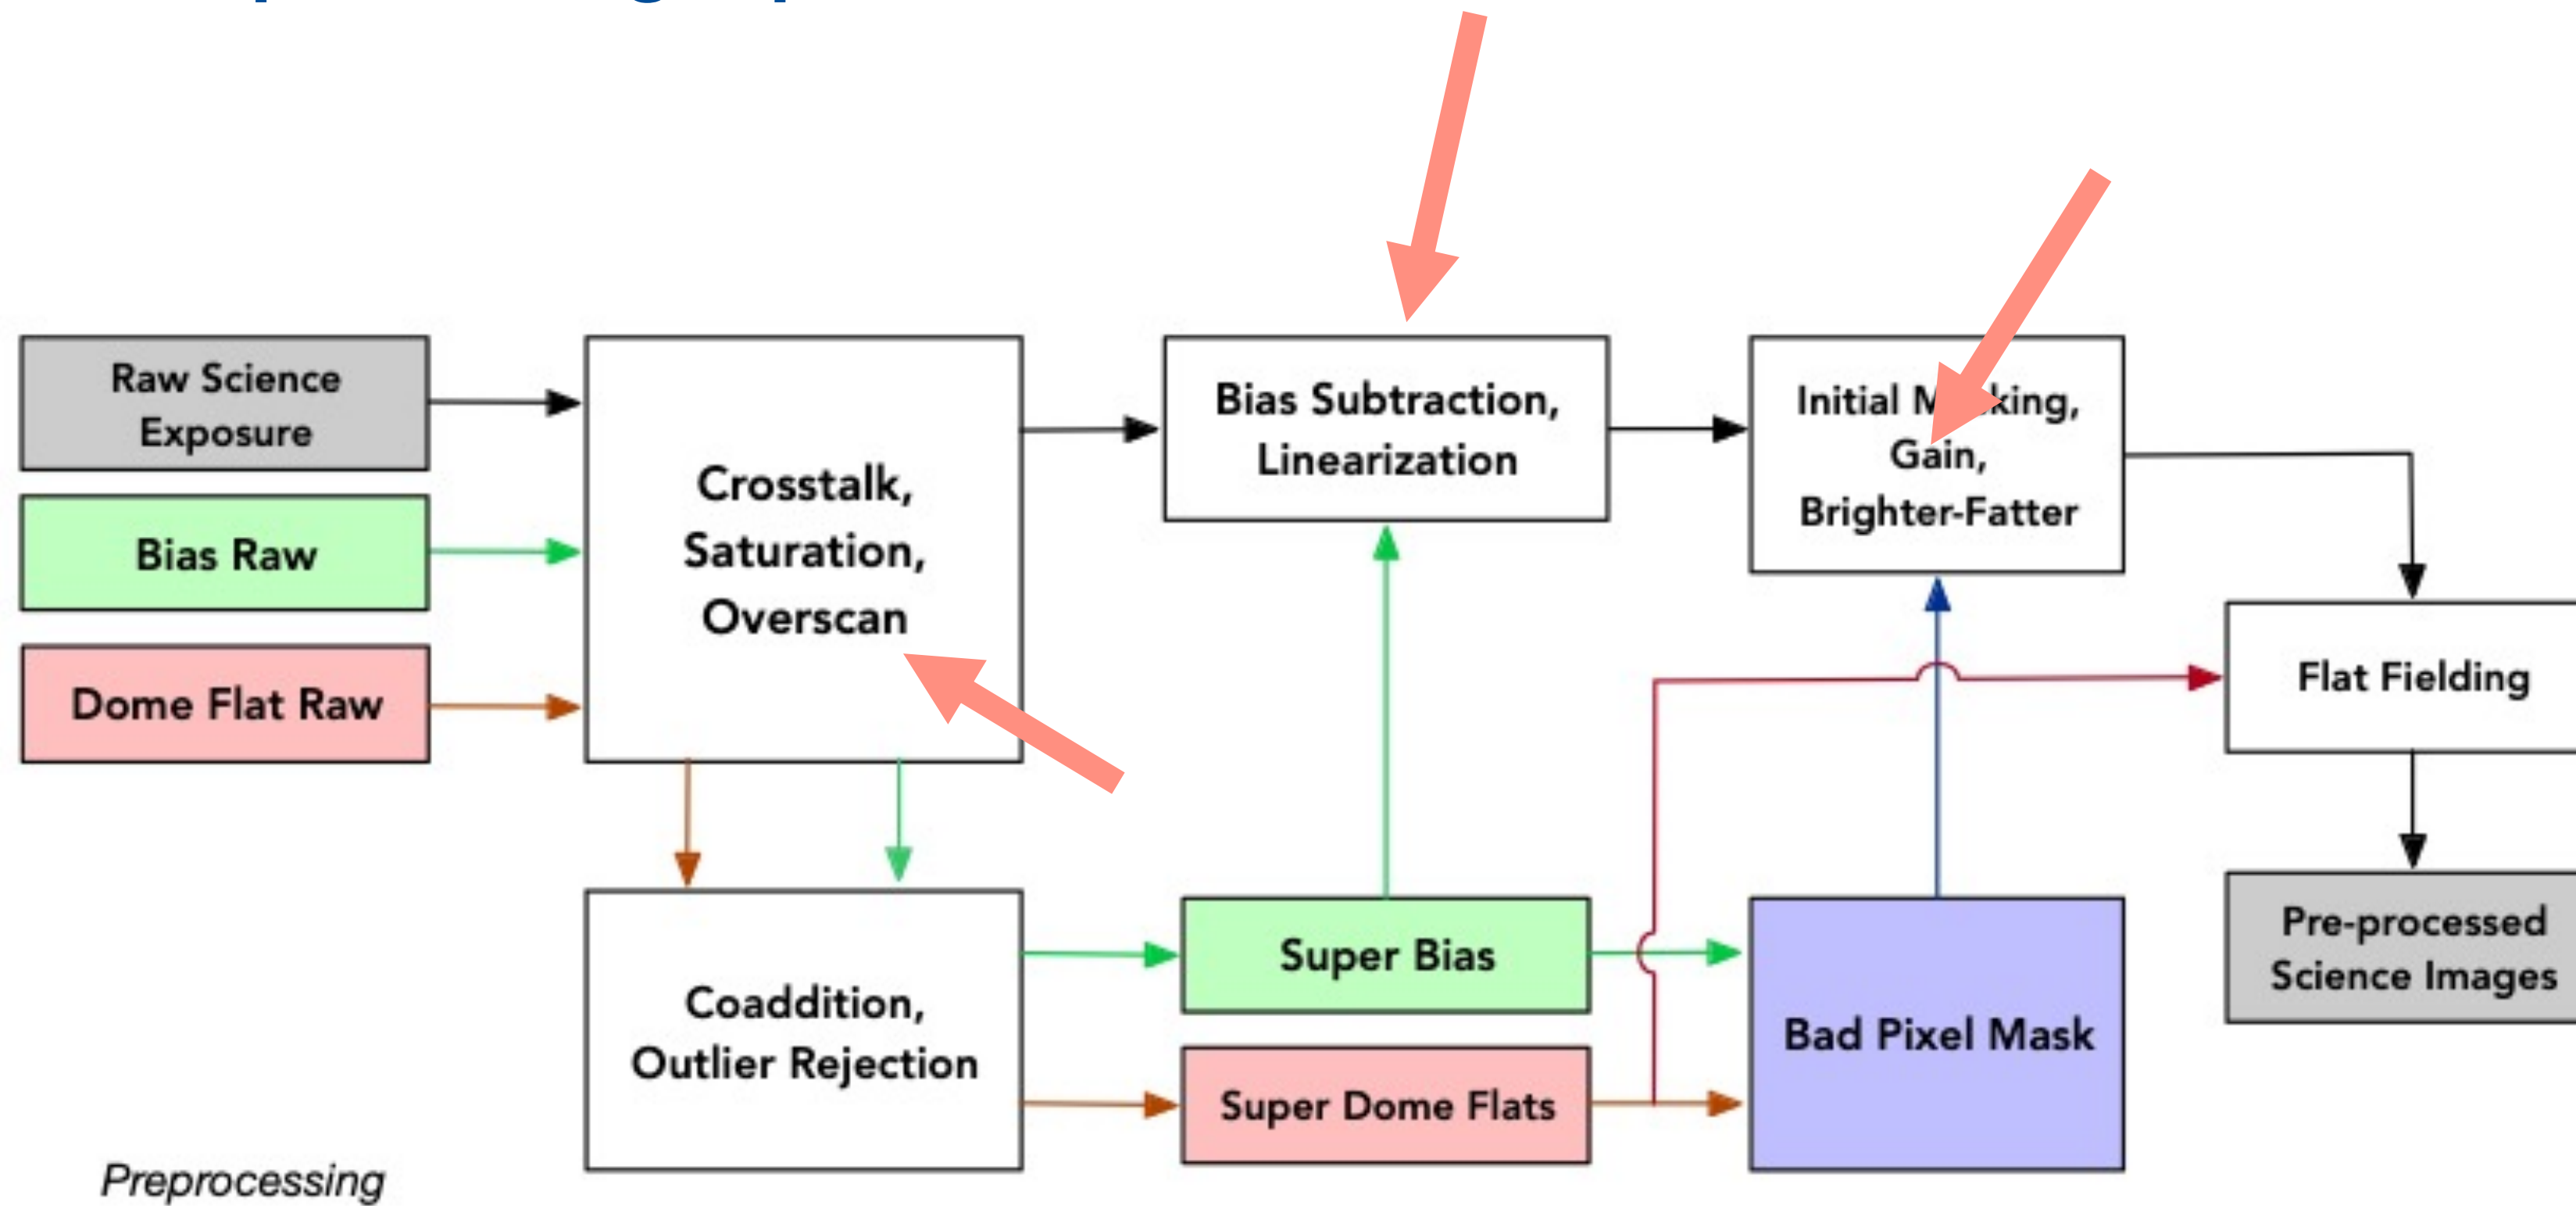 Raw Science
Exposure
Bias Raw
Dome Flat Raw
Crosstalk,
Saturation,
Overscan
Bias Subtraction,
Linearization
Initial
Gain,
Brighter-Fatter
Flat Fielding
Coaddition,
Outlier Rejection
Super Bias
Super Dome Flats
Bad Pixel Mask
Pre-processed
Science Images
Preprocessing